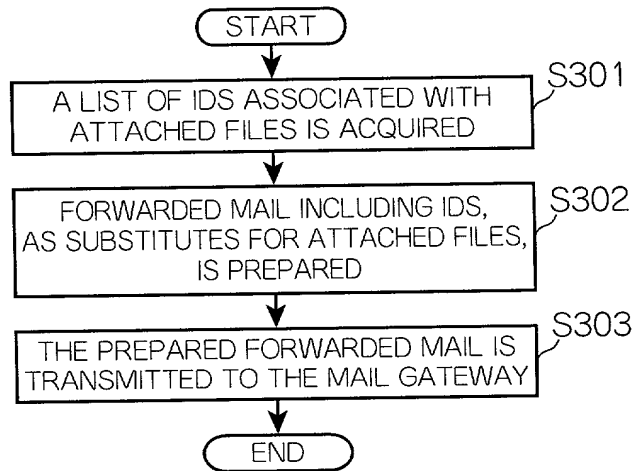 START
A LIST OF IDS ASSOCIATED WITH
ATTACHED FILES IS ACQUIRED
S301
FORWARDED MAIL INCLUDING IDS,
AS SUBSTITUTES FOR ATTACHED FILES,
IS PREPARED
S302
THE PREPARED FORWARDED MAIL IS
TRANSMITTED TO THE MAIL GATEWAY
S303
END